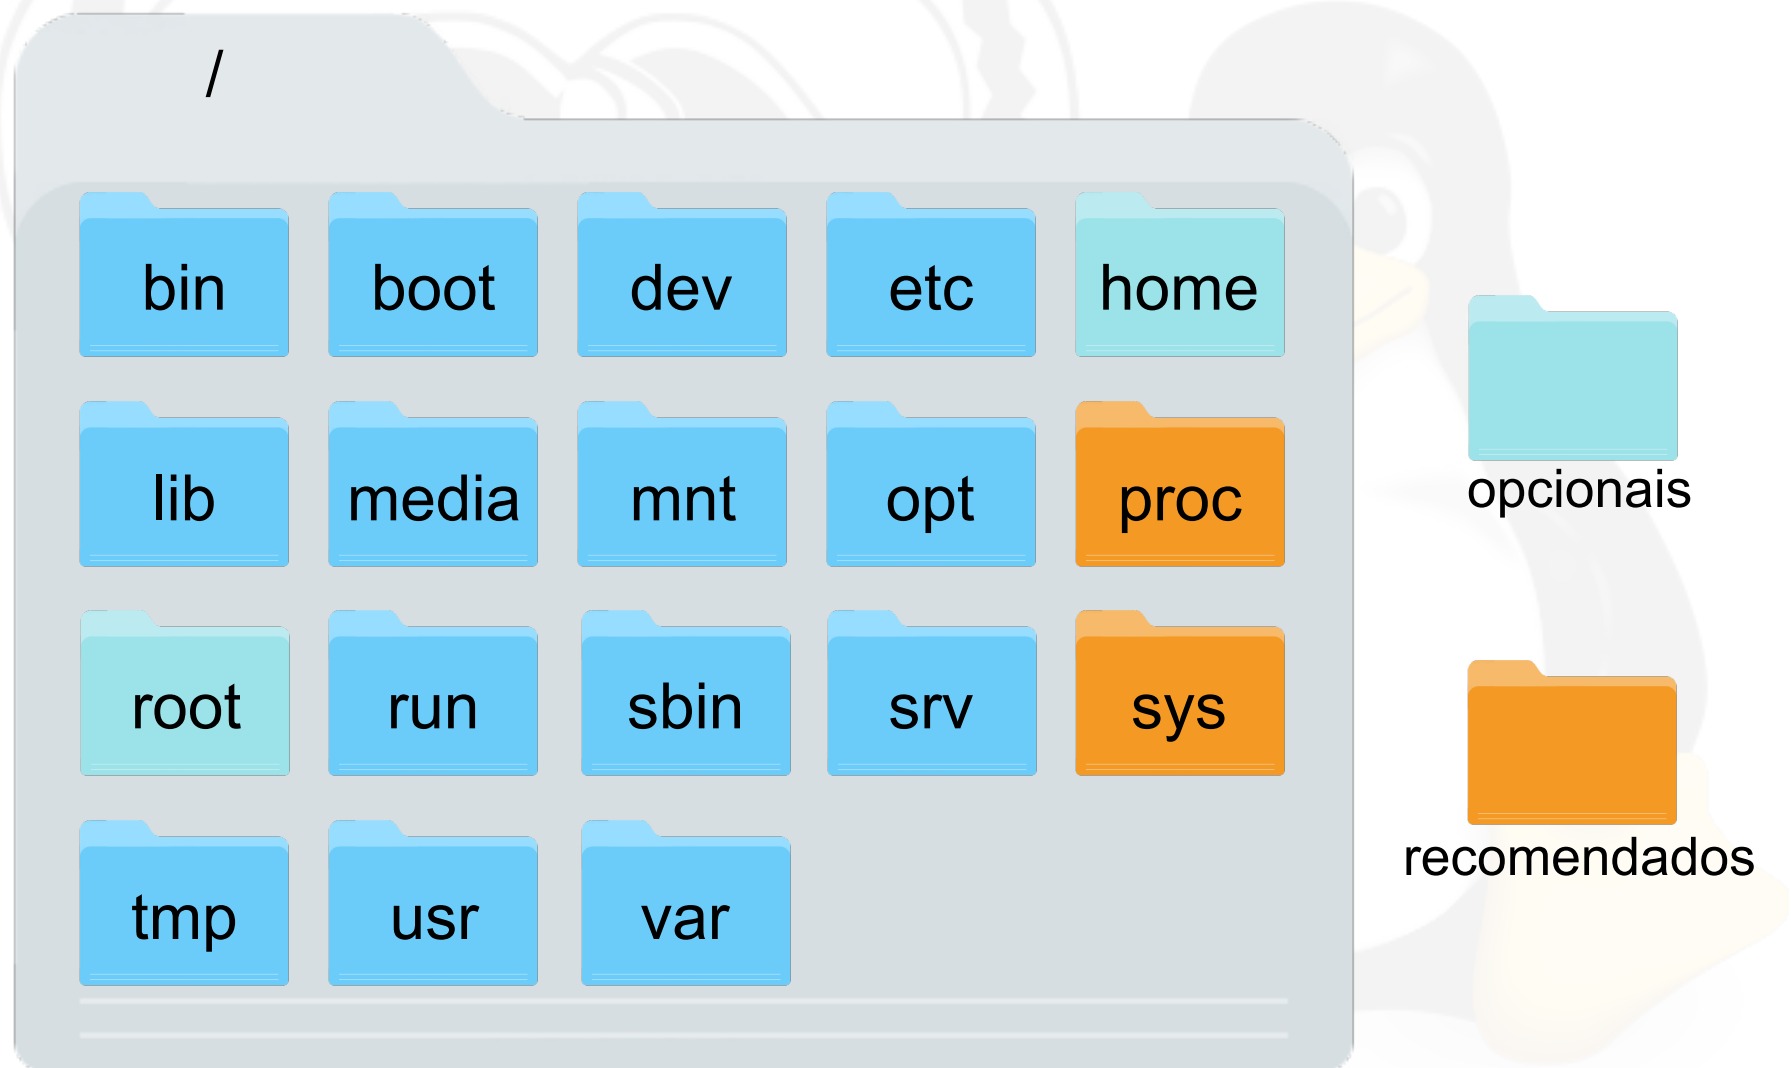 /
bin boot dev etc home
lib media mnt opt proc
root run sbin srv sys
tmp usr var
opcionais
recomendados